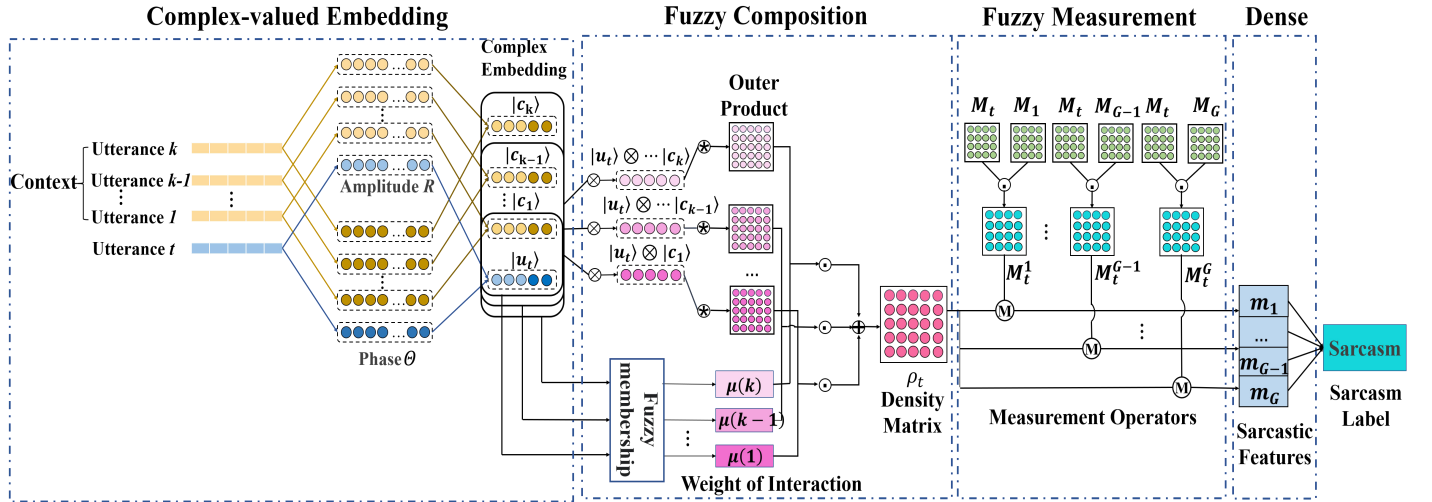 Complex-valued Embedding
Fuzzy Composition
Fuzzy Measurement
Dense
Context
Utterance k
Utterance k-1
⋮
Utterance 1
Utterance t
⋮
...
...
...
⋮
...
Amplitude R
...
...
...
...
Phase Θ
Complex
Embedding
|c_k⟩
|c_{k-1}⟩
⋮ |c_1⟩
|u_t⟩
|u_t⟩ ⊗ ⋯ |c_k⟩
|u_t⟩ ⊗ ⋯ |c_{k-1}⟩
|u_t⟩ ⊗ |c_1⟩
Outer
Product
...
Fuzzy
membership
μ(k)
μ(k − 1)
⋮
μ(1)
Weight of Interaction
ρ_t
Density
Matrix
M_t
M_1
M_t
M_{G-1}
M_t
M_G
⋮
M_t^1
M_t^{G-1}
M_t^G
M
M
M
⋮
Measurement Operators
m_1
...
m_{G-1}
m_G
Sarcastic
Features
Sarcasm
Sarcasm
Label